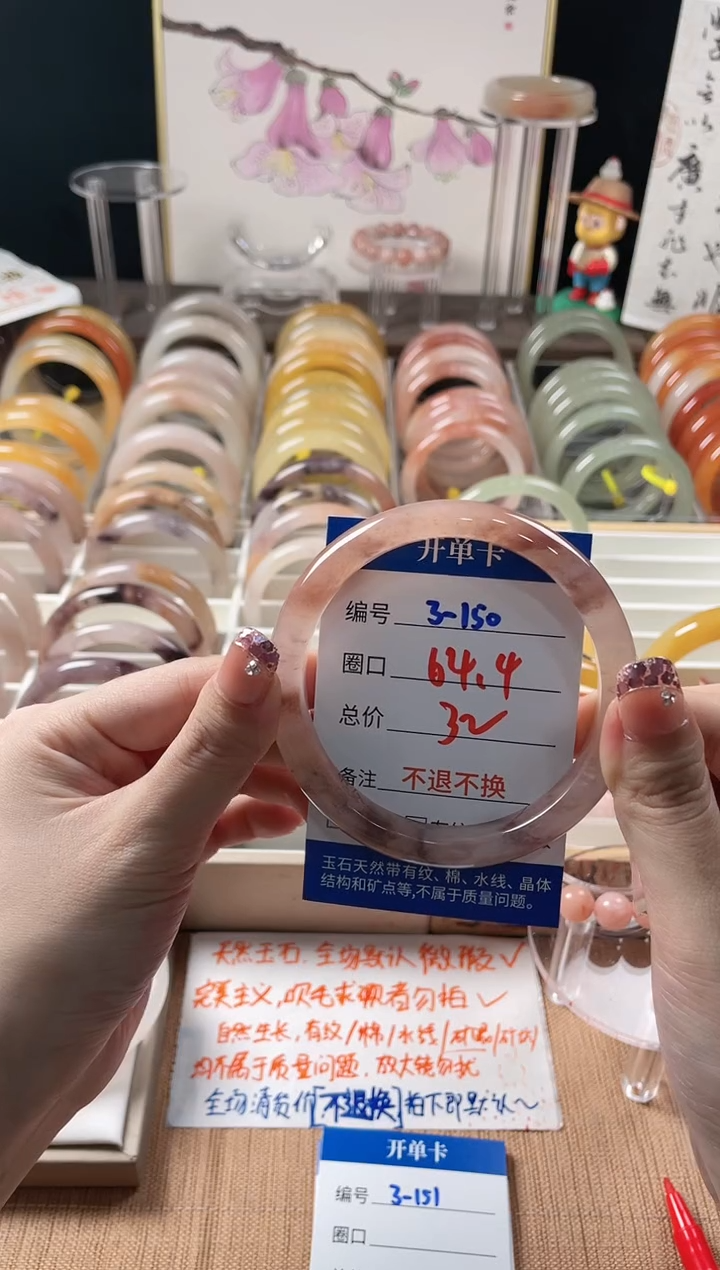 开单卡
编号 3-150
圈口 64.4
总价
备注 不退不换
玉石天然带有纹、棉、水线、晶体
结构和矿点等,不属于质量问题。
天然玉石.全场默认微瑕✓
完美主义,吹毛求疵者勿拍✓
自然生长,有纹/棉/水线/
均不属于质量问题.放大镜勿扰
全场清货价[不退换]拍下即默认~
开单卡
编号 3-151
圈口